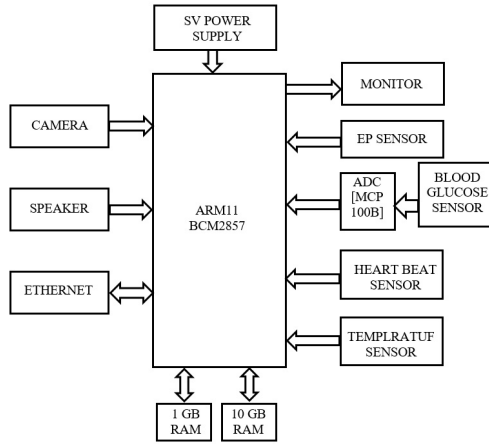 SV POWER
SUPPLY
CAMERA
SPEAKER
ETHERNET
ARM11
BCM2857
MONITOR
EP SENSOR
ADC
[MCP
100B]
BLOOD
GLUCOSE
SENSOR
HEART BEAT
SENSOR
TEMPLRATUF
SENSOR
1 GB
RAM
10 GB
RAM